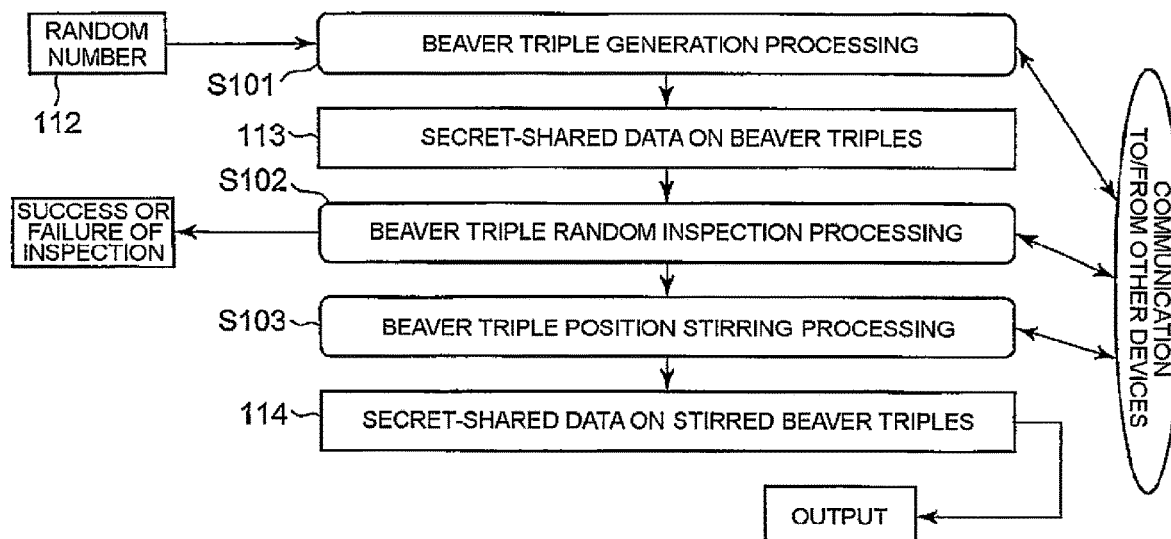 RANDOM
NUMBER
112
BEAVER TRIPLE GENERATION PROCESSING
S101
113
SECRET-SHARED DATA ON BEAVER TRIPLES
S102
SUCCESS OR
FAILURE OF
INSPECTION
BEAVER TRIPLE RANDOM INSPECTION PROCESSING
S103
BEAVER TRIPLE POSITION STIRRING PROCESSING
114
SECRET-SHARED DATA ON STIRRED BEAVER TRIPLES
OUTPUT
COMMUNICATION
TO/FROM OTHER DEVICES